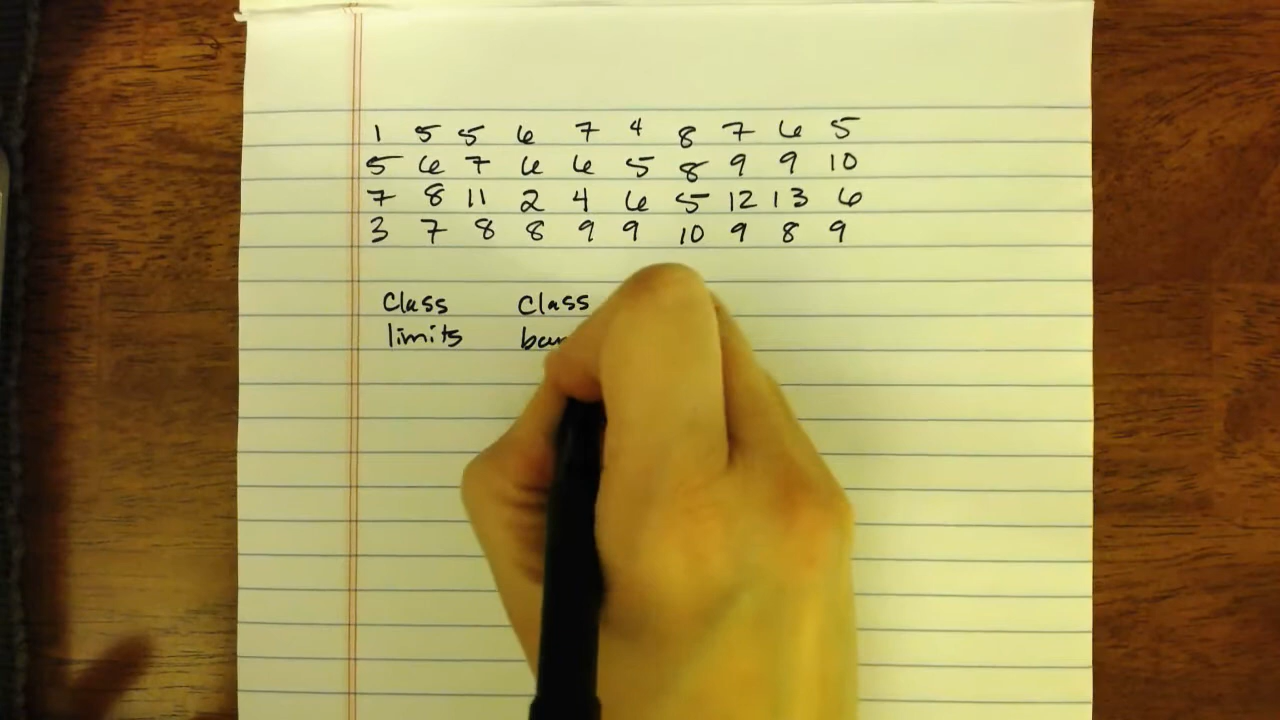 1 5 5 6 7 4 8 7 6 5
5 6 7 6 6 5 8 9 9 10
7 8 11 2 4 6 5 12 13 6
3 7 8 8 9 9 10 9 8 9
Class Class
limits